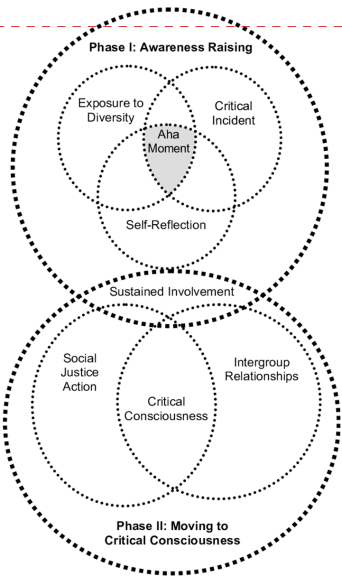 Phase I: Awareness Raising
Exposure to
Diversity
Critical
Incident
Aha
Moment
Self-Reflection
Sustained Involvement
Social
Justice
Action
Intergroup
Relationships
Critical
Consciousness
Phase II: Moving to
Critical Consciousness